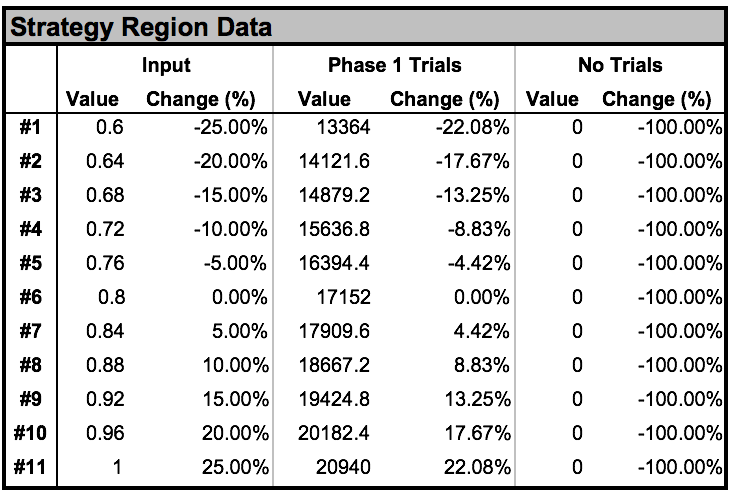 Strategy Region Data
Input Phase 1 Trials No Trials
Value Change (%) Value Change (%) Value Change (%)
#1 0.6 -25.00% 13364 -22.08% 0 -100.00%
#2 0.64 -20.00% 14121.6 -17.67% 0 -100.00%
#3 0.68 -15.00% 14879.2 -13.25% 0 -100.00%
#4 0.72 -10.00% 15636.8 -8.83% 0 -100.00%
#5 0.76 -5.00% 16394.4 -4.42% 0 -100.00%
#6 0.8 0.00% 17152 0.00% 0 -100.00%
#7 0.84 5.00% 17909.6 4.42% 0 -100.00%
#8 0.88 10.00% 18667.2 8.83% 0 -100.00%
#9 0.92 15.00% 19424.8 13.25% 0 -100.00%
#10 0.96 20.00% 20182.4 17.67% 0 -100.00%
#11 1 25.00% 20940 22.08% 0 -100.00%